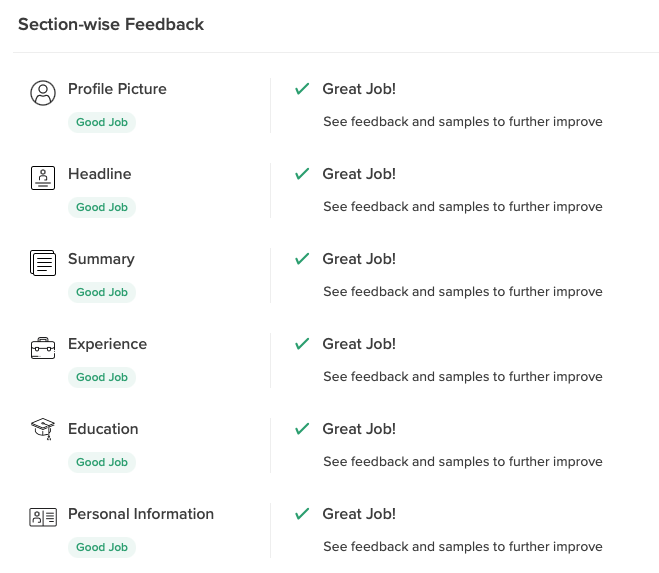 Section-wise Feedback
Profile Picture
Good Job
Great Job!
See feedback and samples to further improve
Headline
Good Job
Great Job!
See feedback and samples to further improve
Summary
Good Job
Great Job!
See feedback and samples to further improve
Experience
Good Job
Great Job!
See feedback and samples to further improve
Education
Good Job
Great Job!
See feedback and samples to further improve
Personal Information
Good Job
Great Job!
See feedback and samples to further improve